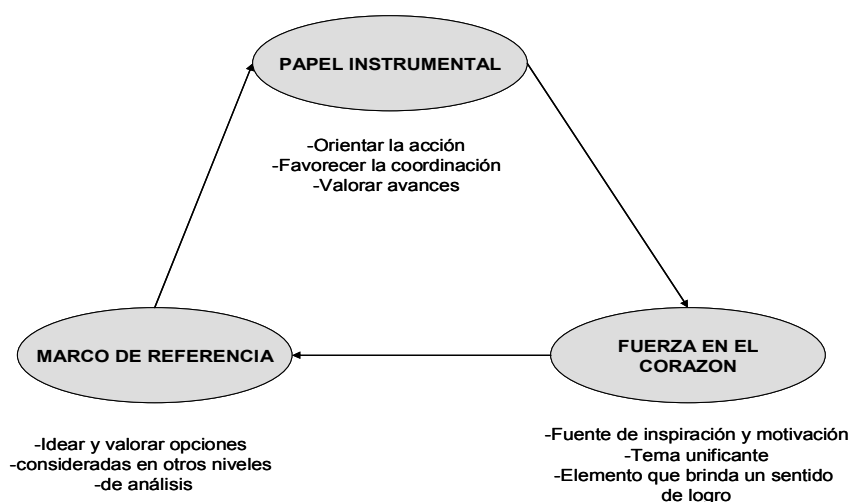 PAPEL INSTRUMENTAL
-Orientar la acción
-Favorecer la coordinación
-Valorar avances
MARCO DE REFERENCIA
-Idear y valorar opciones
-consideradas en otros niveles
-de análisis
FUERZA EN EL
CORAZON
-Fuente de inspiración y motivación
-Tema unificante
-Elemento que brinda un sentido
de logro